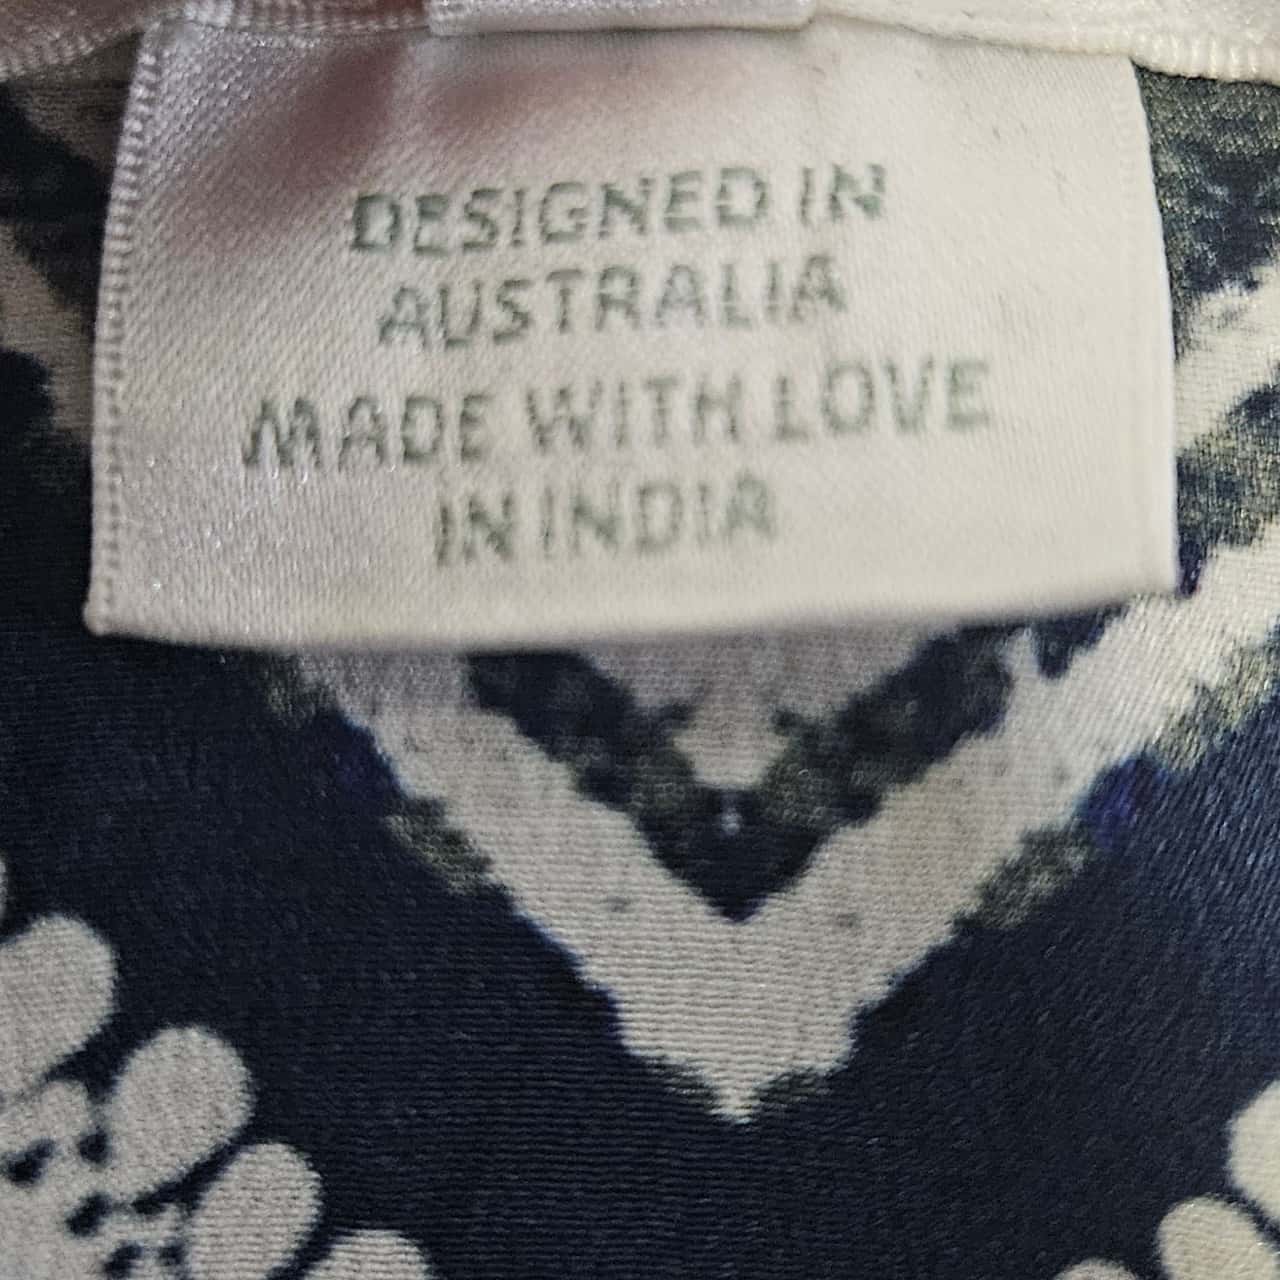 DESIGNED IN
AUSTRALIA
MADE WITH LOVE
IN INDIA